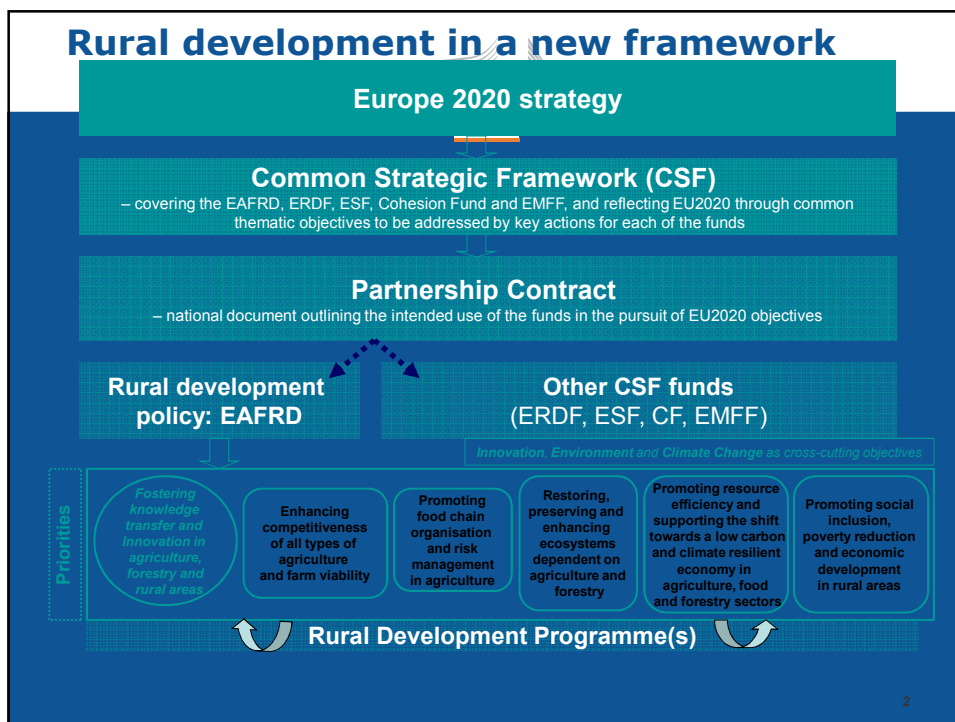 Rural development in a new framework
Europe 2020 strategy
Common Strategic Framework (CSF)
– covering the EAFRD, ERDF, ESF, Cohesion Fund and EMFF, and reflecting EU2020 through common
thematic objectives to be addressed by key actions for each of the funds
Partnership Contract
– national document outlining the intended use of the funds in the pursuit of EU2020 objectives
Rural development
policy: EAFRD
Other CSF funds
(ERDF, ESF, CF, EMFF)
Innovation, Environment and Climate Change as cross-cutting objectives
Priorities
Fostering
knowledge
transfer and
Innovation in
agriculture,
forestry and
rural areas
Enhancing
competitiveness
of all types of
agriculture
and farm viability
Promoting
food chain
organisation
and risk
management
in agriculture
Restoring,
preserving and
enhancing
ecosystems
dependent on
agriculture and
forestry
Promoting resource
efficiency and
supporting the shift
towards a low carbon
and climate resilient
economy in
agriculture, food
and forestry sectors
Promoting social
inclusion,
poverty reduction
and economic
development
in rural areas
Rural Development Programme(s)
2